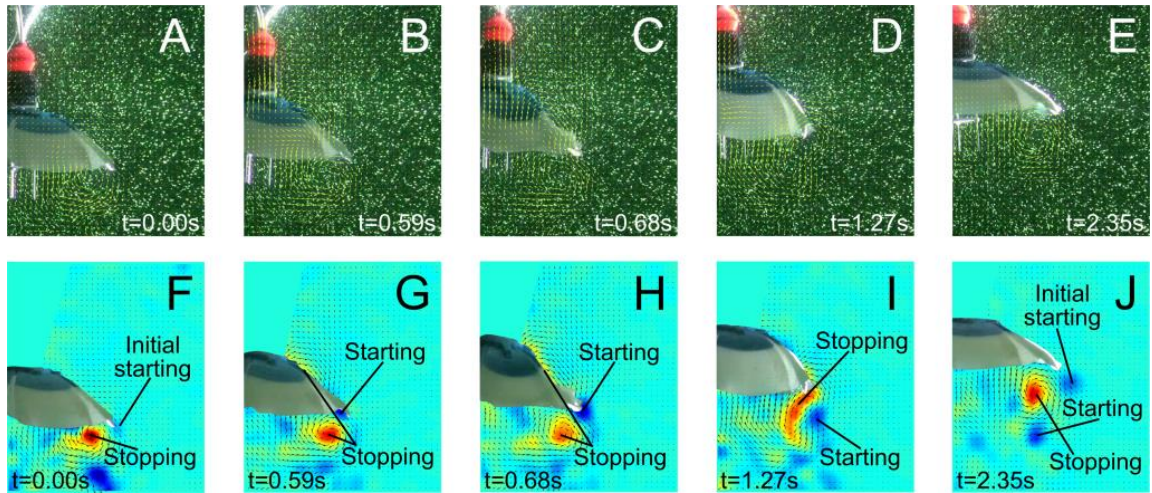 A
t=0.00s
B
t=0.59s
C
t=0.68s
D
t=1.27s
E
t=2.35s
F
Initial
starting
Stopping
t=0.00s
G
Starting
Stopping
t=0.59s
H
Starting
Stopping
t=0.68s
I
Stopping
Starting
t=1.27s
J
Initial
starting
Starting
Stopping
t=2.35s